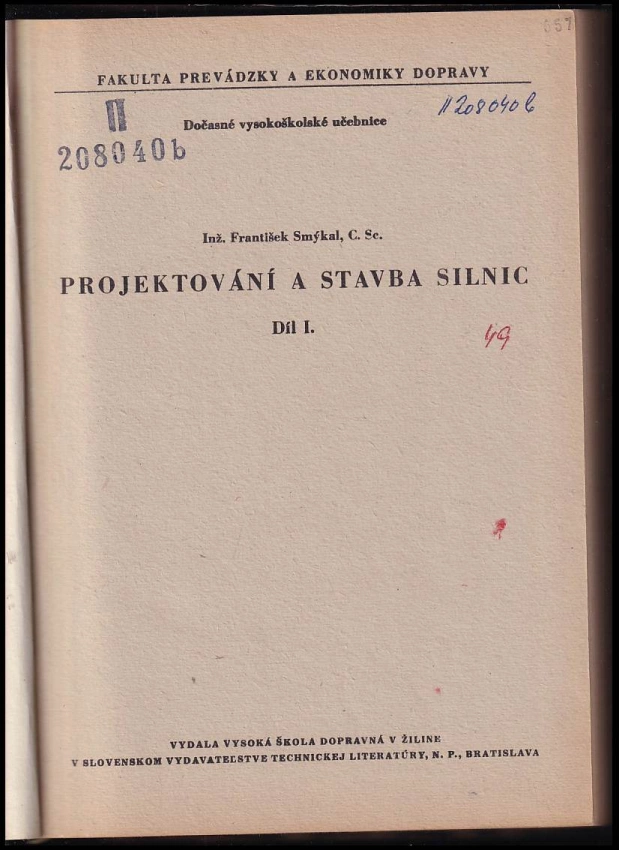 657
FAKULTA PREVÁDZKY A EKONOMIKY DOPRAVY
II
208040b
Dočasné vysokoškolské učebnice
II 208040 b
Inž. František Smýkal, C. Sc.
PROJEKTOVÁNÍ A STAVBA SILNIC
Díl I.
49
VYDALA VYSOKÁ ŠKOLA DOPRAVNÁ V ŽILINE
V SLOVENSKOM VYDAVATEĽSTVE TECHNICKEJ LITERATÚRY, N. P., BRATISLAVA